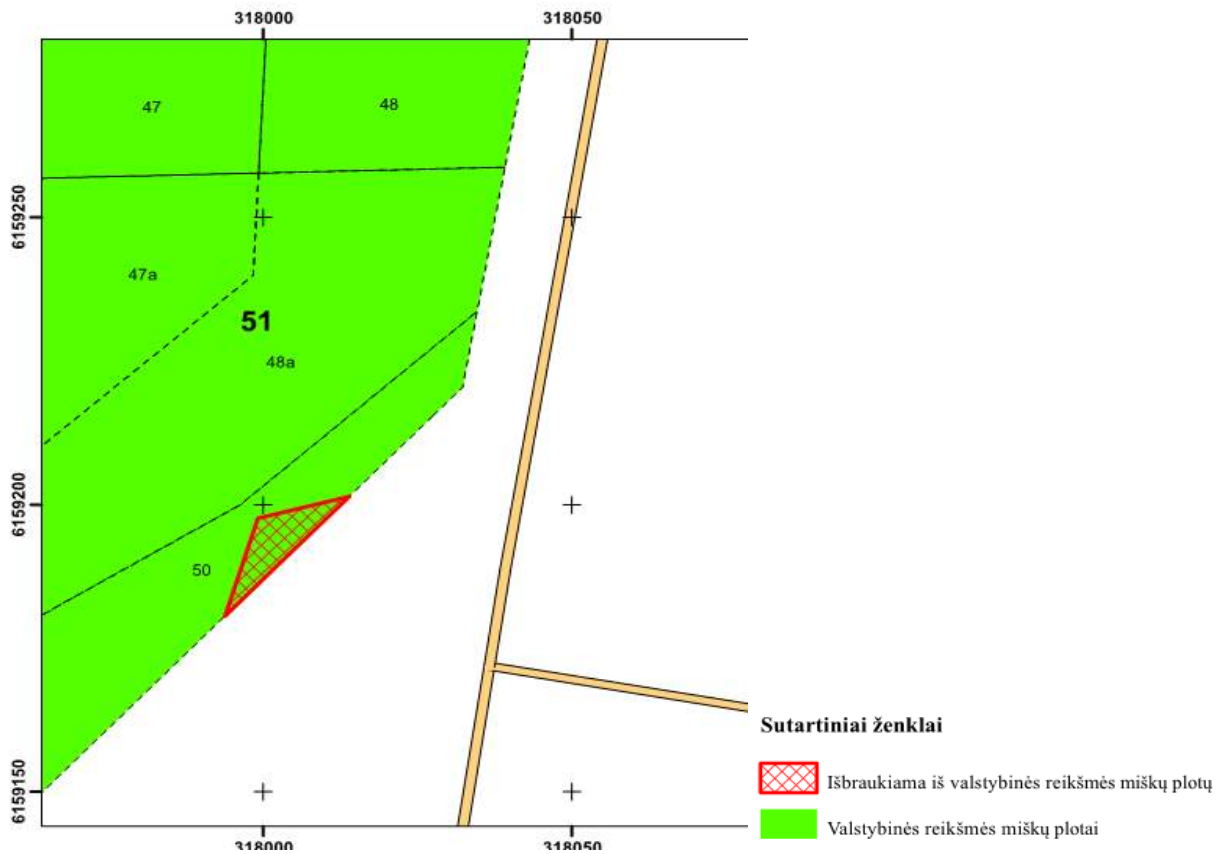 318000 318050
47
48
6159250
47a
51
48a
6159200
50
6159150
318000 318050
Sutartiniai ženklai
Išbraukiama iš valstybinės reikšmės miškų plotų
Valstybinės reikšmės miškų plotai